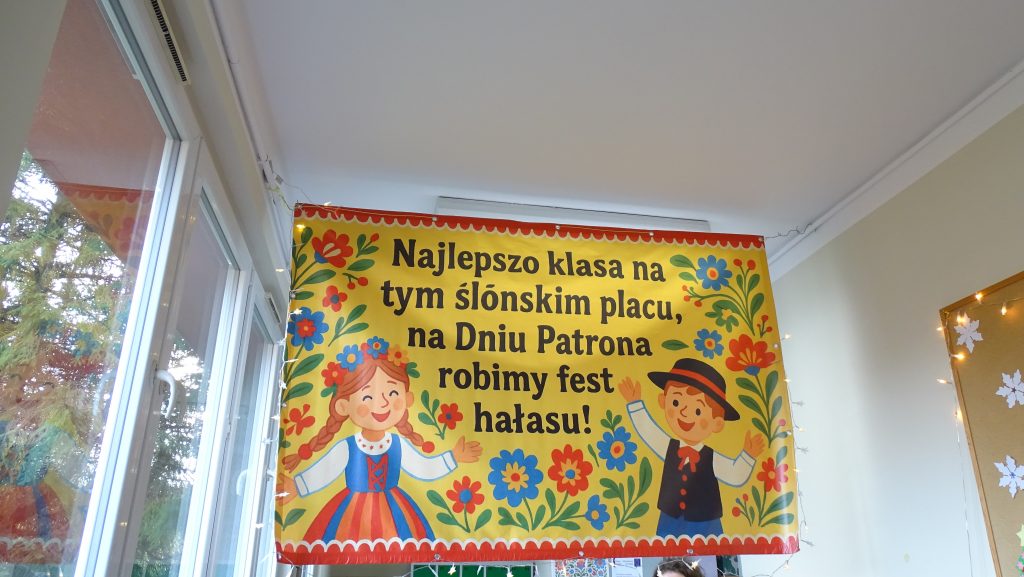 Najlepszo klasa na
tym ślōnskim placu,
na Dniu Patrona
robimy fest
hałasu!